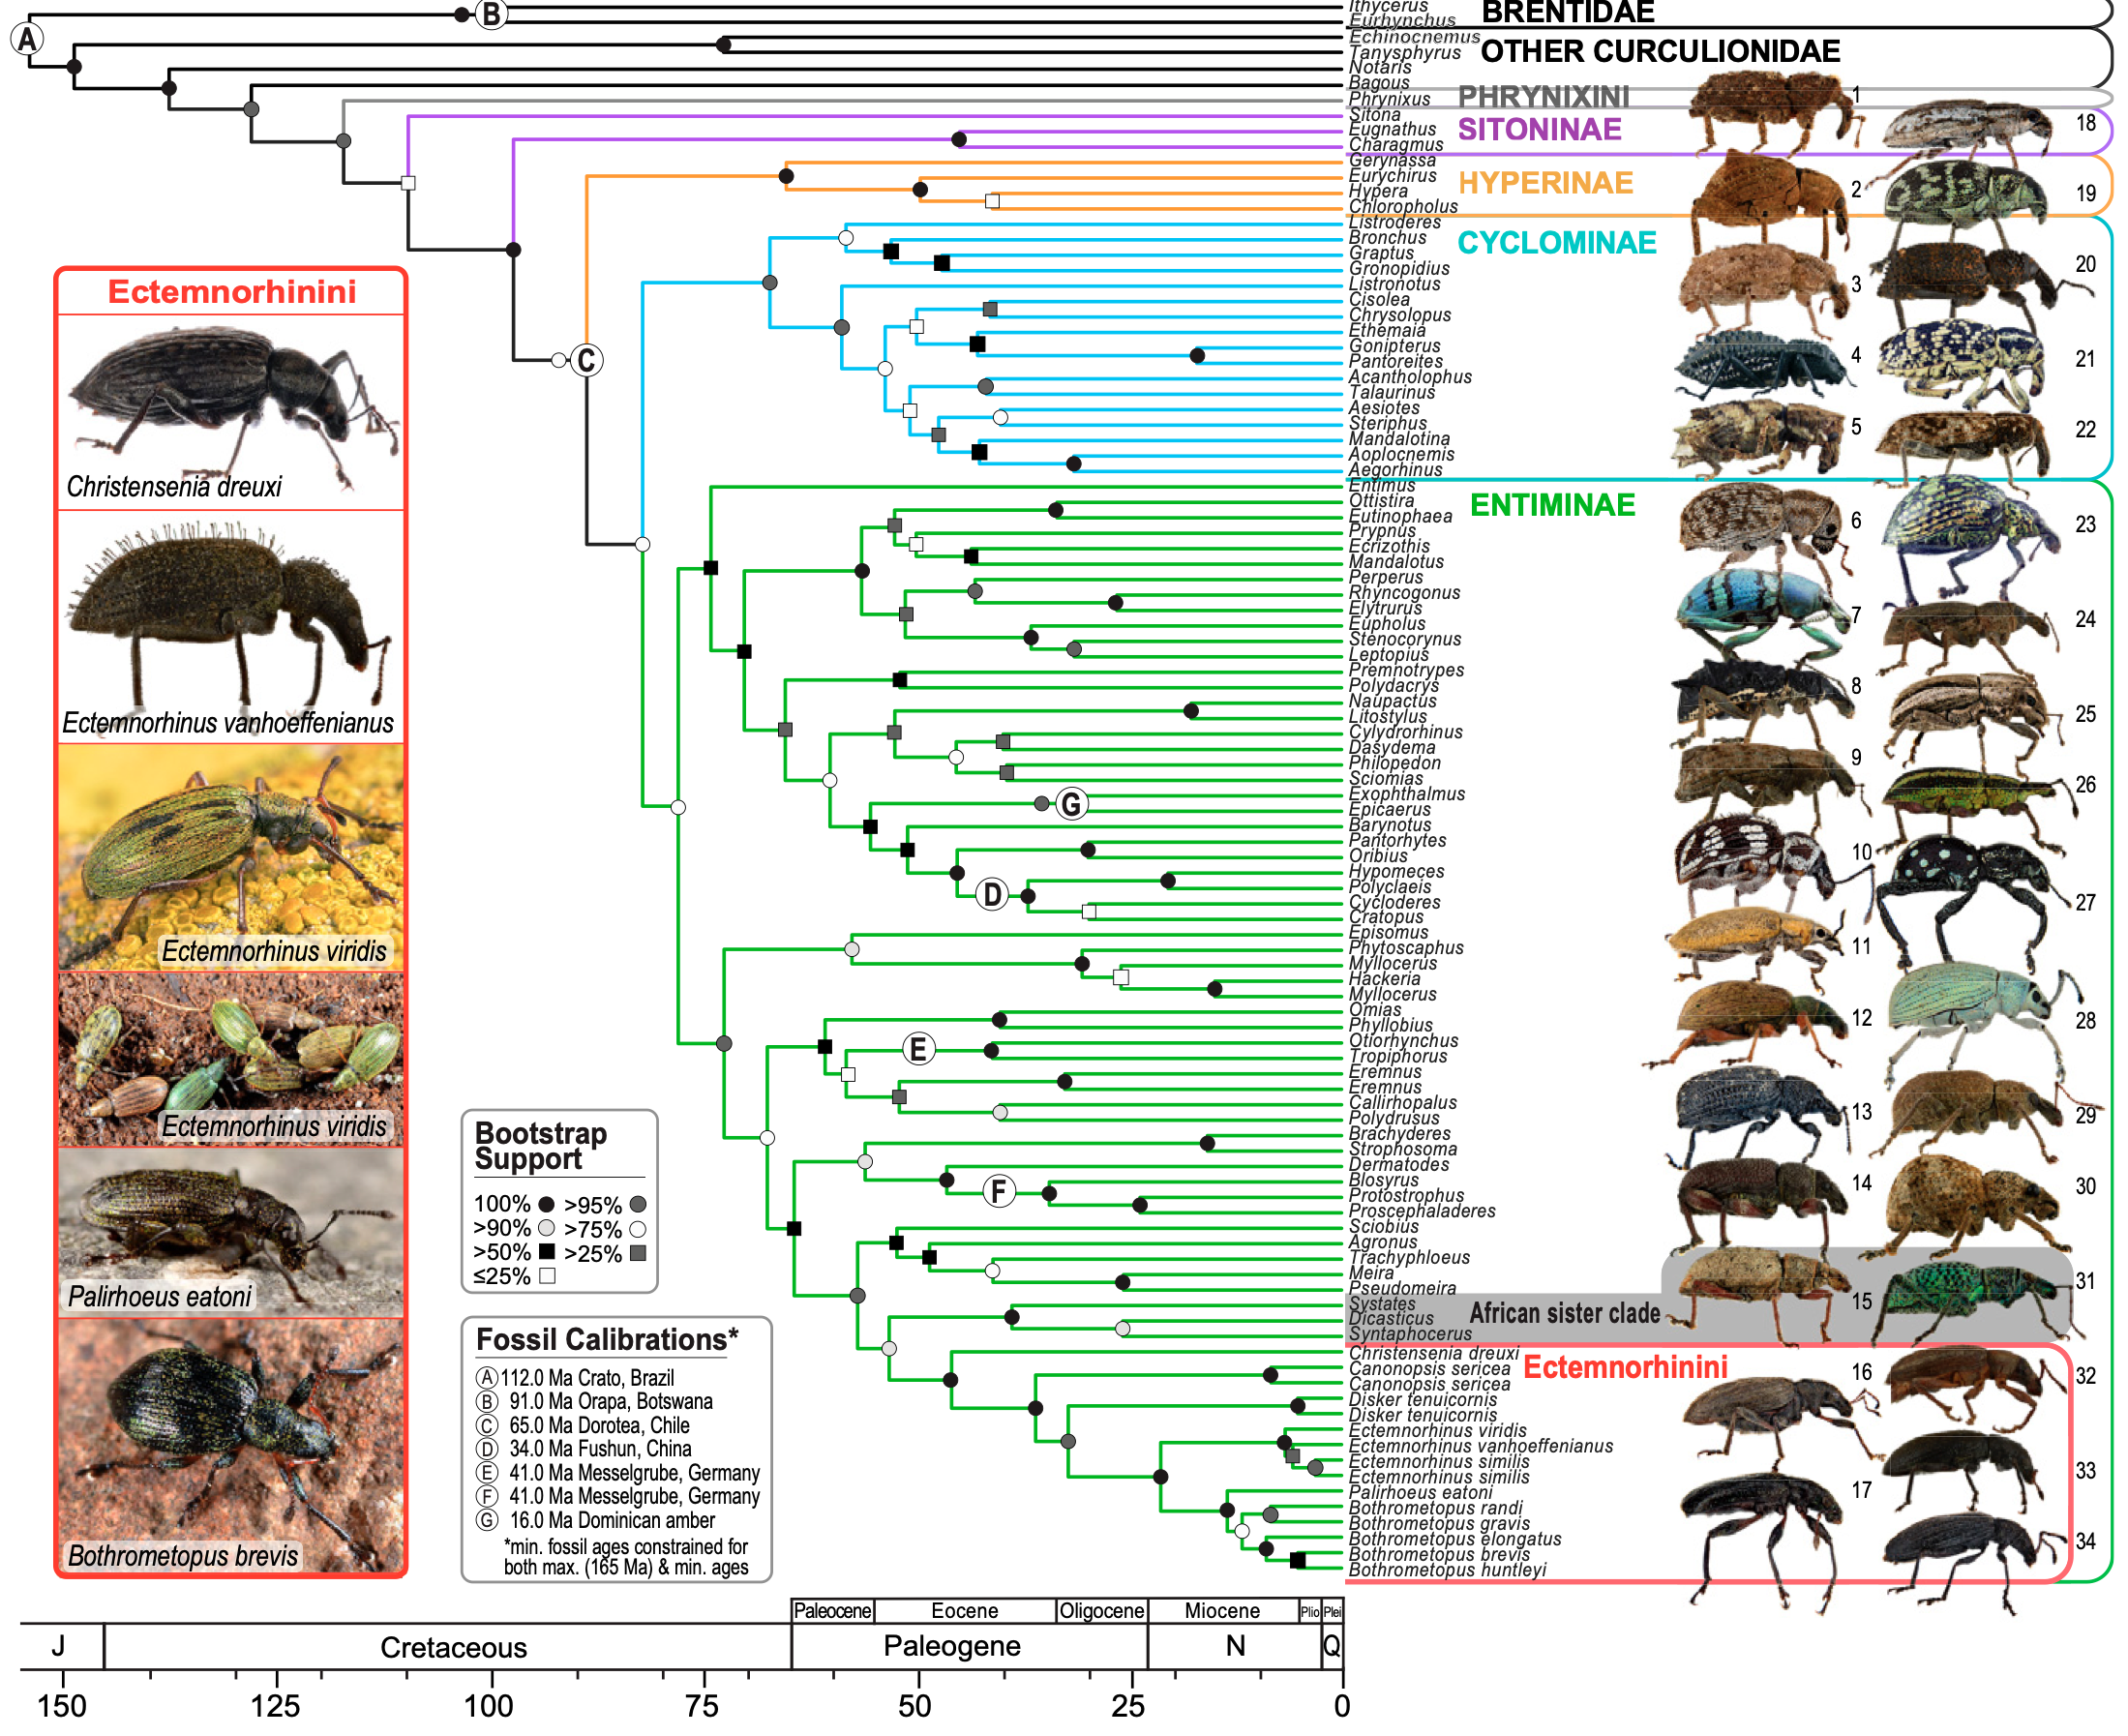 A
B
Ithycerus
Eurhynchus
BRENTIDAE
Echinocnemus
Tanysphyrus
OTHER CURCULIONIDAE
Notaris
Bagous
Phrynixus
PHRYNIXINI
1
Sitona
Eugnathus
Charagmus
SITONINAE
18
Gerynassa
Eurychirus
Hypera
Chloropholus
HYPERINAE
2
19
Listroderes
Bronchus
Graptus
Gronopidius
CYCLOMINAE
Listronotus
Cisolea
Chrysolopus
Ethemaia
Gonipterus
Pantoreites
Acantholophus
Talaurinus
Aesiotes
Steriphus
Mandalotina
Aoplocnemis
Aegorhinus
3
20
4
21
5
22
C
Entimus
Ottistira
Eutinophaea
Prypnus
Ecrizothis
Mandalotus
ENTIMINAE
Perperus
Rhyncogonus
Elytrurus
Eupholus
Stenocorynus
Leptopius
Premnotrypes
Polydacrys
Naupactus
Litostylus
Cylydrorhinus
Dasydema
Philopedon
Sciomias
Exophthalmus
Epicaerus
G
Barynotus
Pantorhytes
Oribius
Hypomeces
Polyclaeis
D
Cycloderes
Cratopus
Episomus
Phytoscaphus
Myllocerus
Hackeria
Myllocerus
Omias
Phyllobius
Otiorhynchus
E
Tropiphorus
Eremnus
Eremnus
Callirhopalus
Polydrusus
Brachyderes
Strophosoma
Dermatodes
Blosyrus
F
Protostrophus
Proscephaladeres
Sciobius
Agronus
Trachyphloeus
Meira
Pseudomeira
Systates
Dicasticus
Syntaphocerus
African sister clade
Christensenia dreuxi
Canonopsis sericea
Canonopsis sericea
Ectemnorhinini
Disker tenuicornis
Disker tenuicornis
Ectemnorhinus viridis
Ectemnorhinus vanhoeffenianus
Ectemnorhinus similis
Ectemnorhinus similis
Palirhoeus eatoni
Bothrometopus randi
Bothrometopus gravis
Bothrometopus elongatus
Bothrometopus brevis
Bothrometopus huntleyi
6
23
7
24
8
25
9
26
10
27
11
12
28
13
29
14
30
15
31
16
32
17
33
34
Ectemnorhinini
Christensenia dreuxi
Ectemnorhinus vanhoeffenianus
Ectemnorhinus viridis
Ectemnorhinus viridis
Palirhoeus eatoni
Bothrometopus brevis
Bootstrap
Support
100% >95%
>90% >75%
>50% >25%
≤25%
Fossil Calibrations*
A 112.0 Ma Crato, Brazil
B 91.0 Ma Orapa, Botswana
C 65.0 Ma Dorotea, Chile
D 34.0 Ma Fushun, China
E 41.0 Ma Messelgrube, Germany
F 41.0 Ma Messelgrube, Germany
G 16.0 Ma Dominican amber
*min. fossil ages constrained for
both max. (165 Ma) & min. ages
Paleocene Eocene Oligocene Miocene Plio Plei
J Cretaceous Paleogene N Q
150 125 100 75 50 25 0